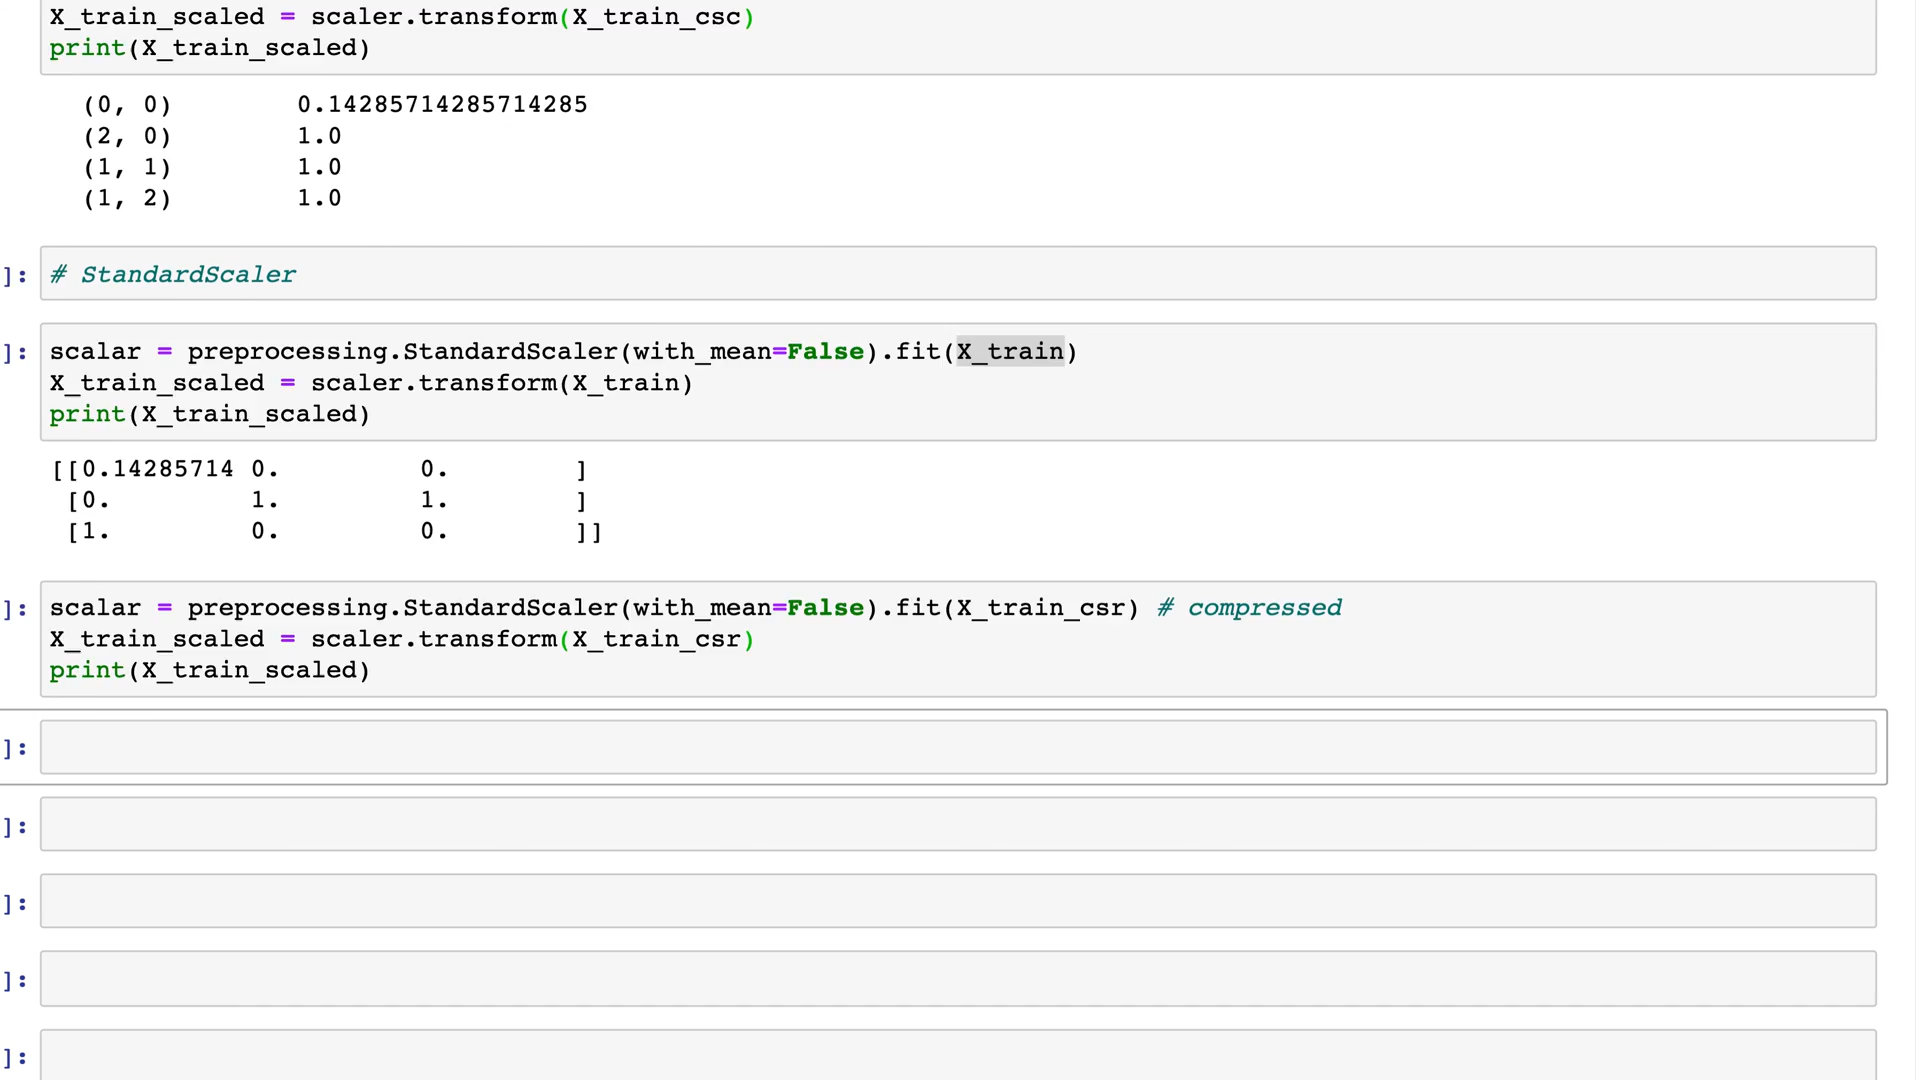 X_train_scaled = scaler.transform(X_train_csc)
print(X_train_scaled)
(0, 0) 0.14285714285714285
(2, 0) 1.0
(1, 1) 1.0
(1, 2) 1.0
]: # StandardScaler
]: scalar = preprocessing.StandardScaler(with_mean=False).fit(X_train)
X_train_scaled = scaler.transform(X_train)
print(X_train_scaled)
[[0.14285714 0. 0. ]
[0. 1. 1. ]
[1. 0. 0. ]]
]: scalar = preprocessing.StandardScaler(with_mean=False).fit(X_train_csr) # compressed
X_train_scaled = scaler.transform(X_train_csr)
print(X_train_scaled)
]:
]:
]:
]:
]: